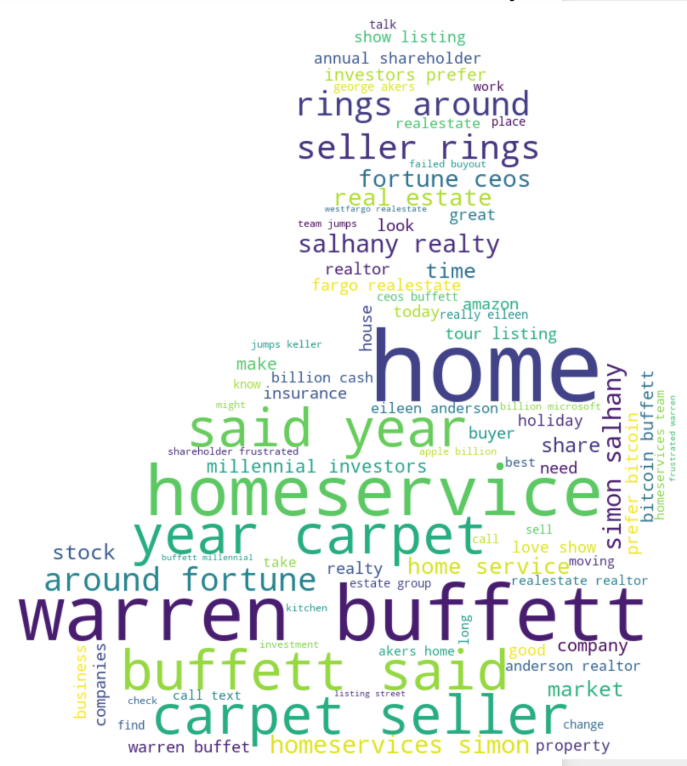 talk
show listing
annual shareholder
investors prefer
george akers
work
rings around
realestate
place
seller rings
failed buyout
fortune ceos
real estate
westfargo realestate
great
team jumps
look
salhany realty
realtor
time
fargo realestate
ceos buffett
amazon
house
today
really eileen
tour listing
jumps keller
home
make
billion cash
know
insurance
simon salhany
bitcoin buffett
homeservices team
frustrated warren
prefer bitcoin
might
eileen anderson
billion microsoft
said year
holiday
buyer
share
shareholder frustrated
apple billion
millennial investors
best
need
homeservice
year carpet
call
sell
love show
stock
buffett millennial
take
realty
home service
moving
around fortune
estate group
realestate realtor
warren buffett
kitchen
long
investment
akers home
good
company
business
companies
buffett said
anderson realtor
market
check
call text
listing street
find
carpet seller
change
warren buffet
homeservices simon
property